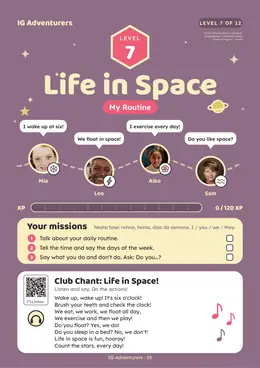 IG Adventurers
LEVEL 7 OF 12
LEVEL
7
Life in Space
My Routine
I wake up at six!
We float in space!
I exercise every day!
Do you like space?
Mia
Leo
Aiko
Sam
XP
0 / 120 XP
Your missions
Nesta fase: rotina, horas, dias da semana, I / you / we / they.
1 Talk about your daily routine.
2 Tell the time and say the days of the week.
3 Say what you do and don't do. Ask: Do you...?
Club Chant: Life in Space!
Listen and say. Do the actions!
Wake up, wake up! It's six o'clock!
Brush your teeth and check the clock!
We eat, we work, we float all day,
We exercise and then we play!
Do you float? Yes, we do!
Do you sleep in a bed? No, we don't!
Life in space is fun, hooray!
Count the stars, every day!
IG Adventurers · 55